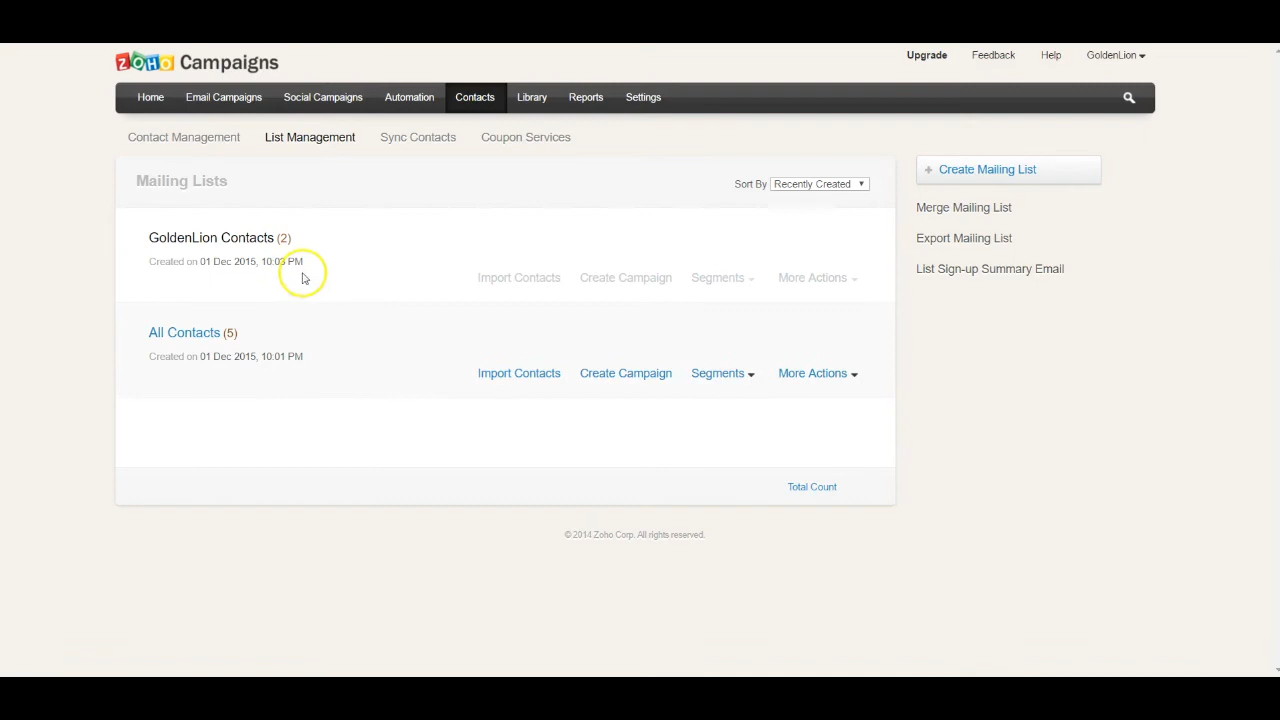 ZOHO Campaigns
Upgrade Feedback Help GoldenLion
Home Email Campaigns Social Campaigns Automation Contacts Library Reports Settings
Contact Management List Management Sync Contacts Coupon Services
Mailing Lists
Sort By Recently Created
GoldenLion Contacts (2)
Created on 01 Dec 2015, 10:03 PM
Import Contacts Create Campaign Segments More Actions
All Contacts (5)
Created on 01 Dec 2015, 10:01 PM
Import Contacts Create Campaign Segments More Actions
Total Count
+ Create Mailing List
Merge Mailing List
Export Mailing List
List Sign-up Summary Email
© 2014 Zoho Corp. All rights reserved.